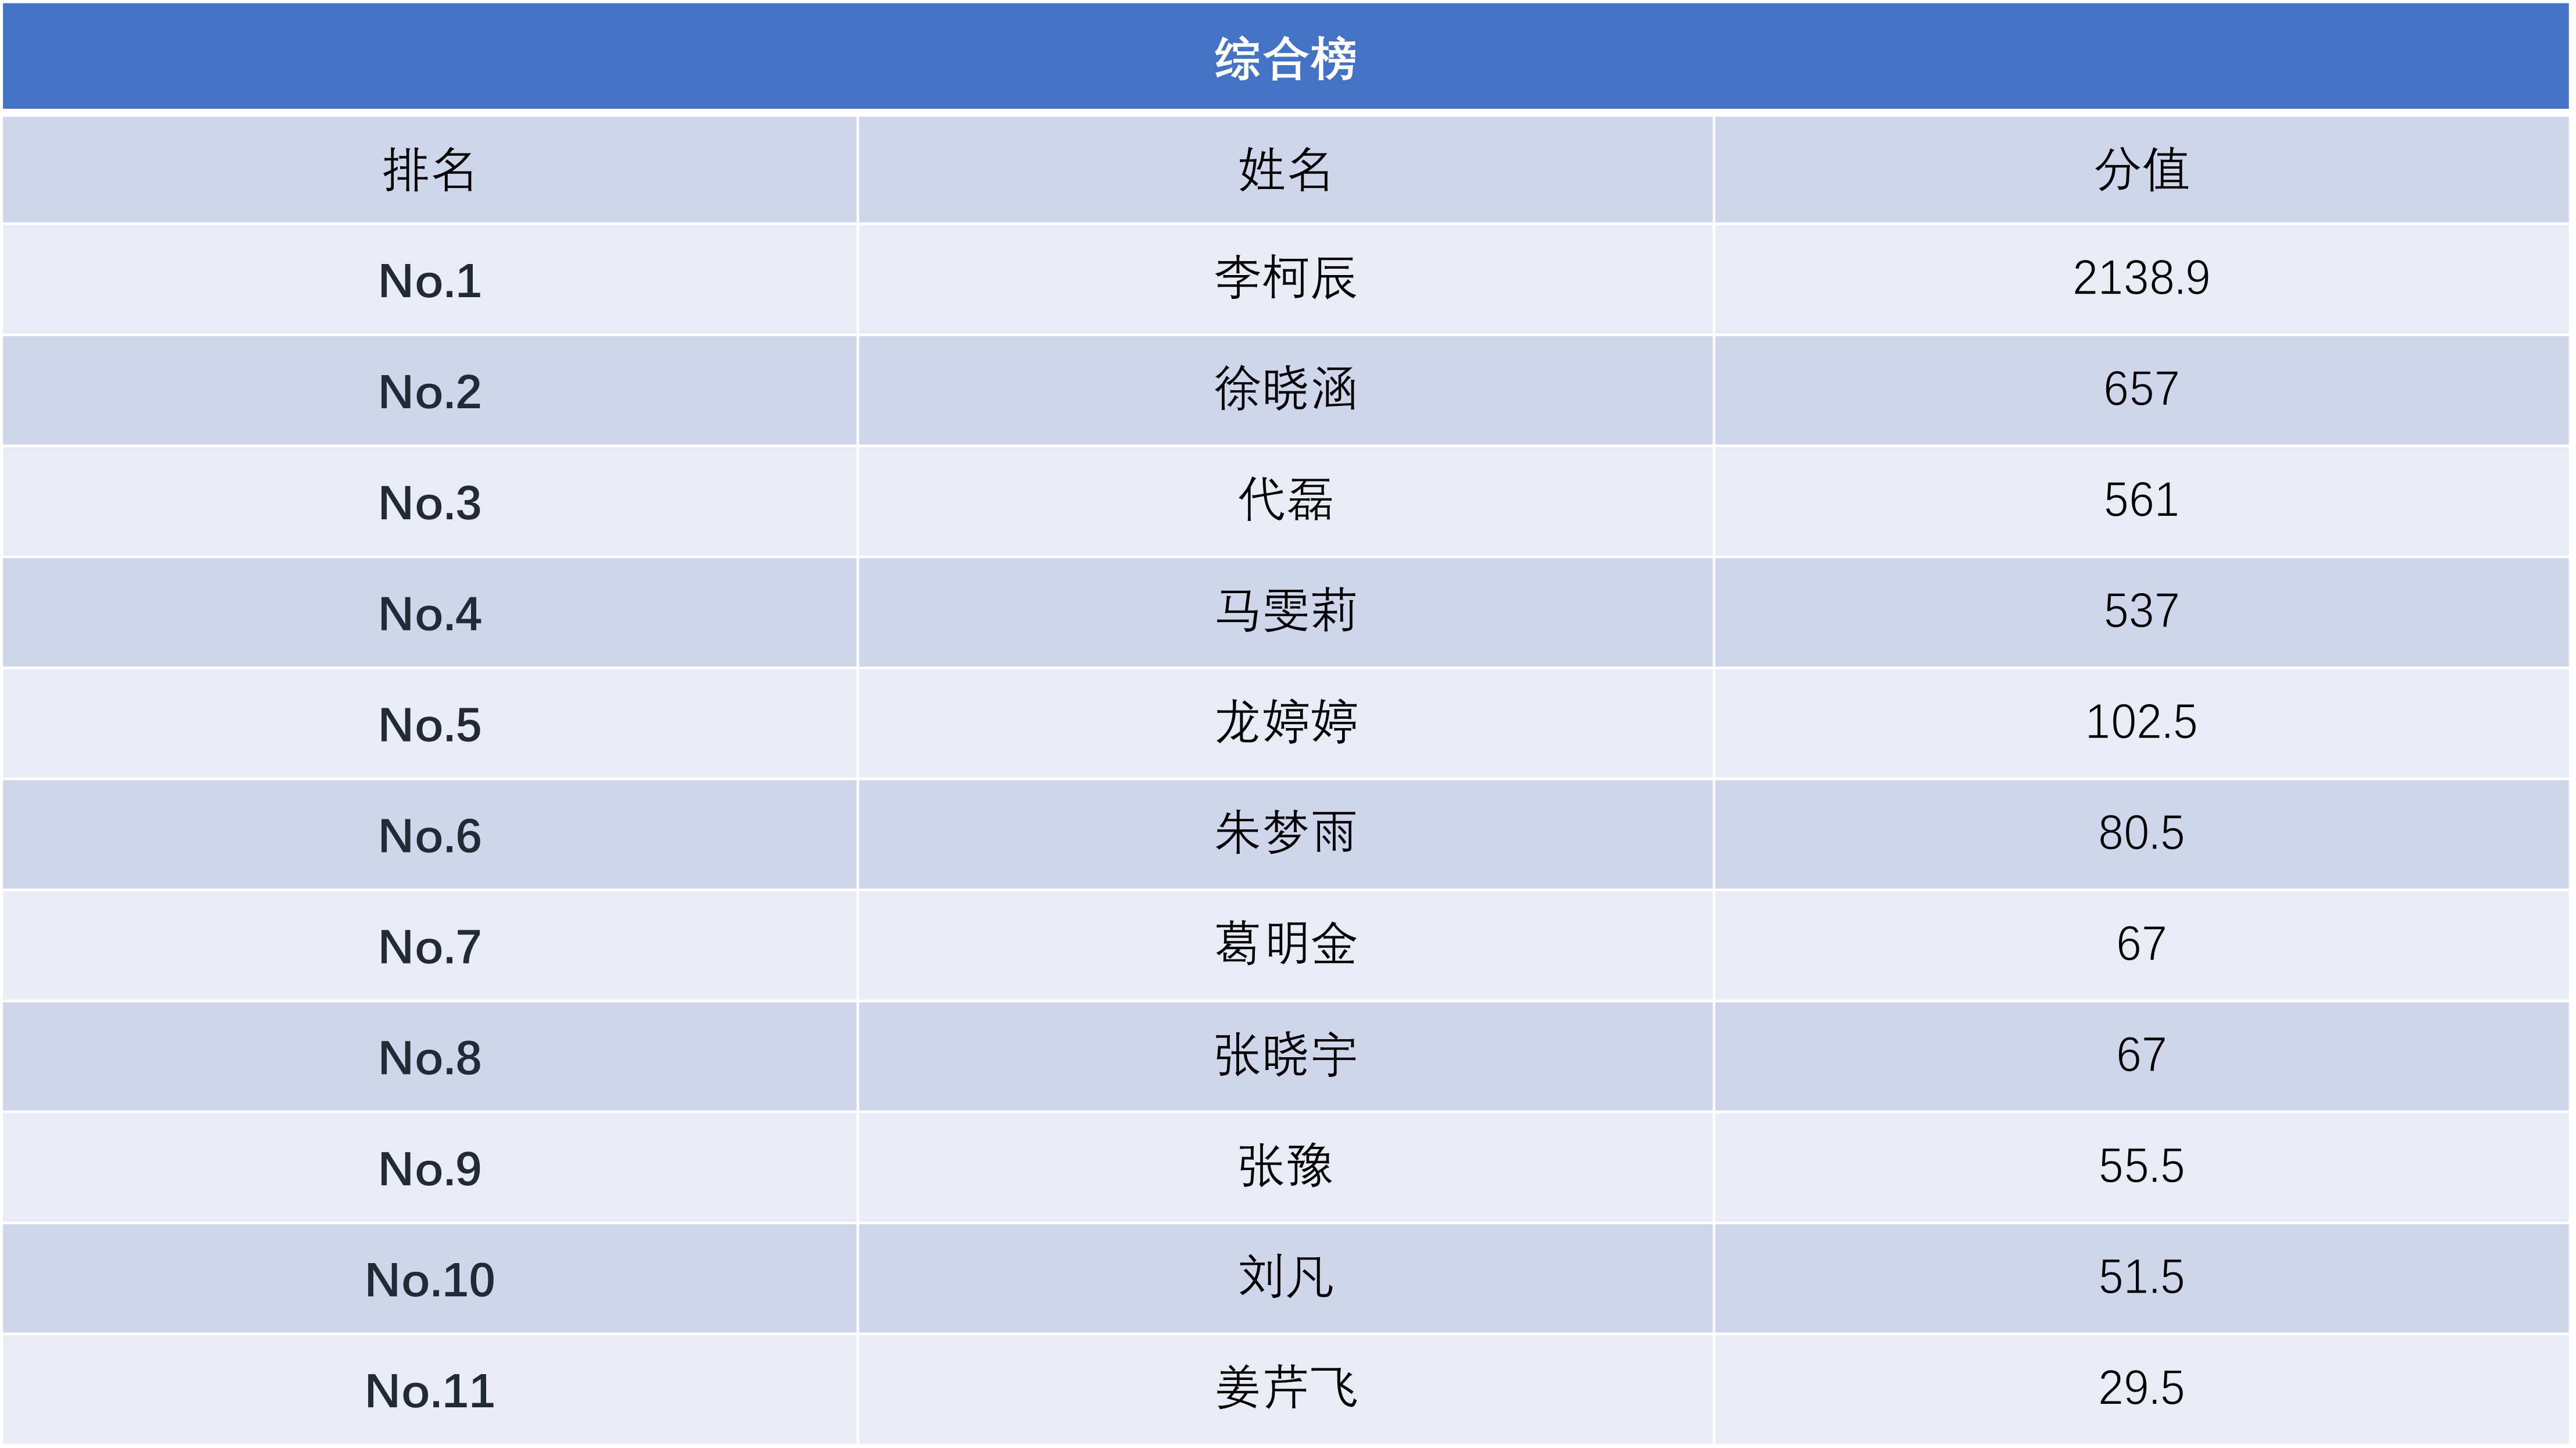 综合榜
排名 姓名 分值
No.1 李柯辰 2138.9
No.2 徐晓涵 657
No.3 代磊 561
No.4 马雯莉 537
No.5 龙婷婷 102.5
No.6 朱梦雨 80.5
No.7 葛明金 67
No.8 张晓宇 67
No.9 张豫 55.5
No.10 刘凡 51.5
No.11 姜芹飞 29.5